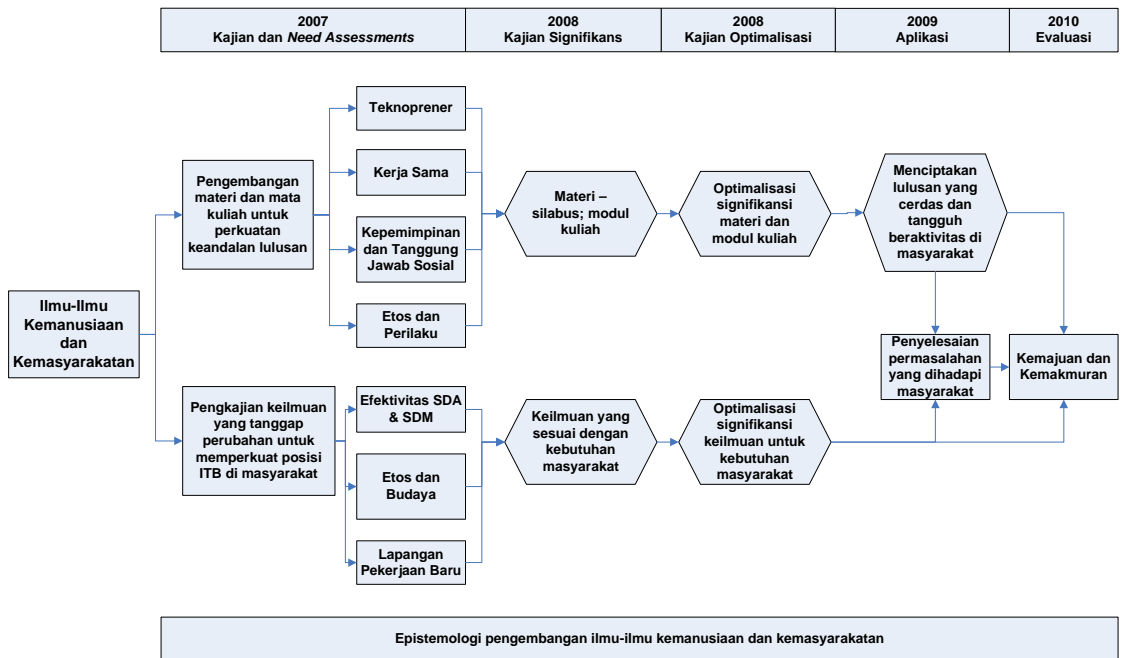 2007
Kajian dan Need Assessments
2008
Kajian Signifikans
2008
Kajian Optimalisasi
2009
Aplikasi
2010
Evaluasi
Ilmu-Ilmu
Kemanusiaan
dan
Kemasyarakatan
Pengembangan
materi dan mata
kuliah untuk
perkuatan
keandalan lulusan
Teknoprener
Kerja Sama
Kepemimpinan
dan Tanggung
Jawab Sosial
Etos dan
Perilaku
Materi –
silabus; modul
kuliah
Optimalisasi
signifikansi
materi dan
modul kuliah
Menciptakan
lulusan yang
cerdas dan
tangguh
beraktivitas di
masyarakat
Penyelesaian
permasalahan
yang dihadapi
masyarakat
Kemajuan dan
Kemakmuran
Pengkajian keilmuan
yang tanggap
perubahan untuk
memperkuat posisi
ITB di masyarakat
Efektivitas SDA
& SDM
Etos dan
Budaya
Lapangan
Pekerjaan Baru
Keilmuan yang
sesuai dengan
kebutuhan
masyarakat
Optimalisasi
signifikansi
keilmuan untuk
kebutuhan
masyarakat
Epistemologi pengembangan ilmu-ilmu kemanusiaan dan kemasyarakatan